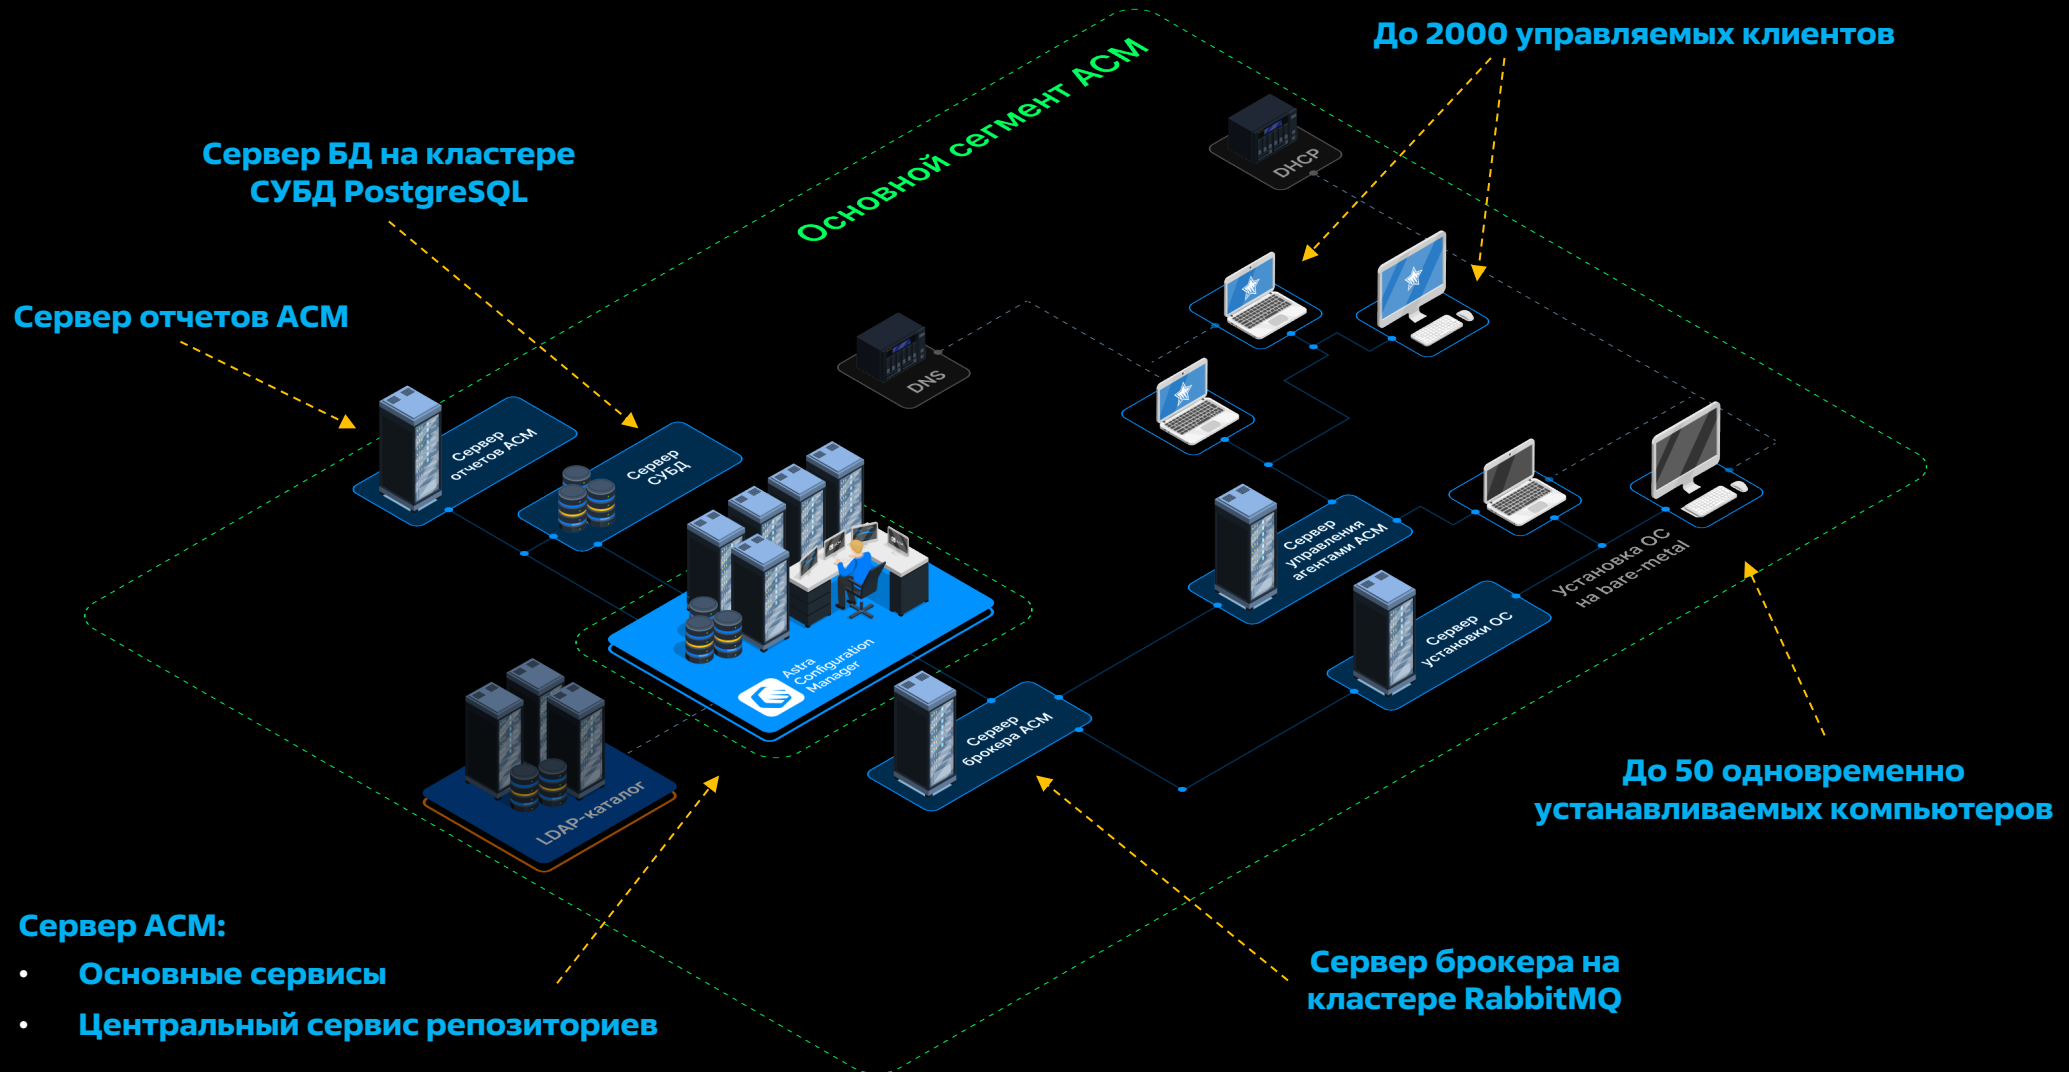 До 2000 управляемых клиентов
Основной сегмент ACM
DHCP
Сервер БД на кластере
СУБД PostgreSQL
Сервер отчетов ACM
DNS
Сервер
отчетов ACM
Сервер
СУБД
Сервер
управления
агентами ACM
Установка ОС
на bare-metal
Сервер
установки ОС
Astra
Configuration
Manager
Сервер
брокера ACM
LDAP-каталог
До 50 одновременно
устанавливаемых компьютеров
Сервер ACM:
• Основные сервисы
• Центральный сервис репозиториев
Сервер брокера на
кластере RabbitMQ